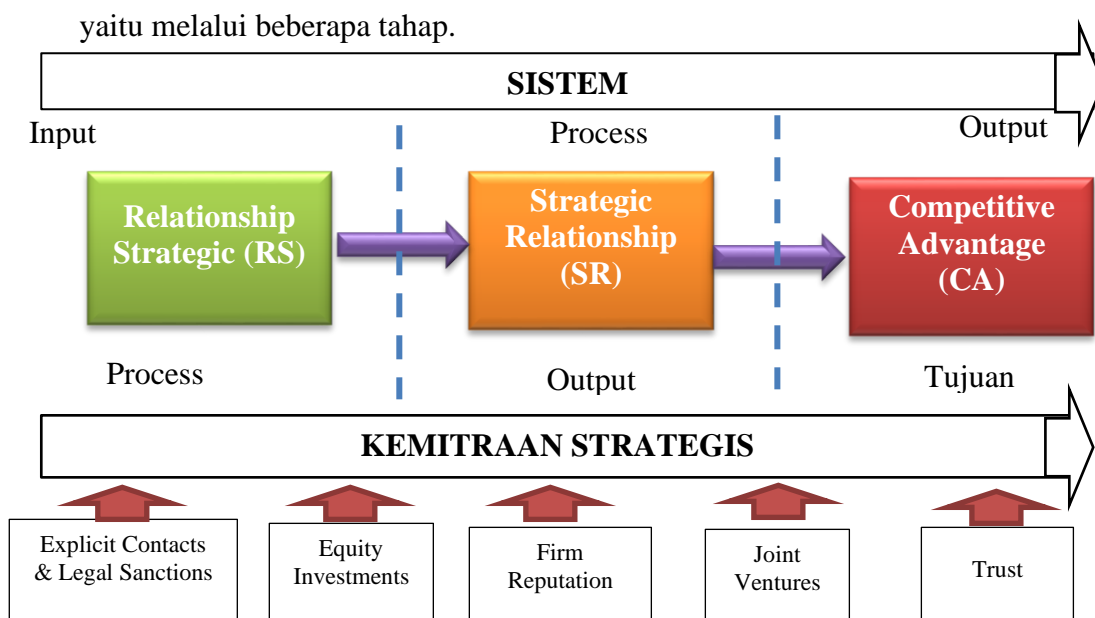 yaitu melalui beberapa tahap.
SISTEM
Input
Process
Output
Relationship
Strategic (RS)
Strategic
Relationship
(SR)
Competitive
Advantage
(CA)
Process
Output
Tujuan
KEMITRAAN STRATEGIS
Explicit Contacts
& Legal Sanctions
Equity
Investments
Firm
Reputation
Joint
Ventures
Trust